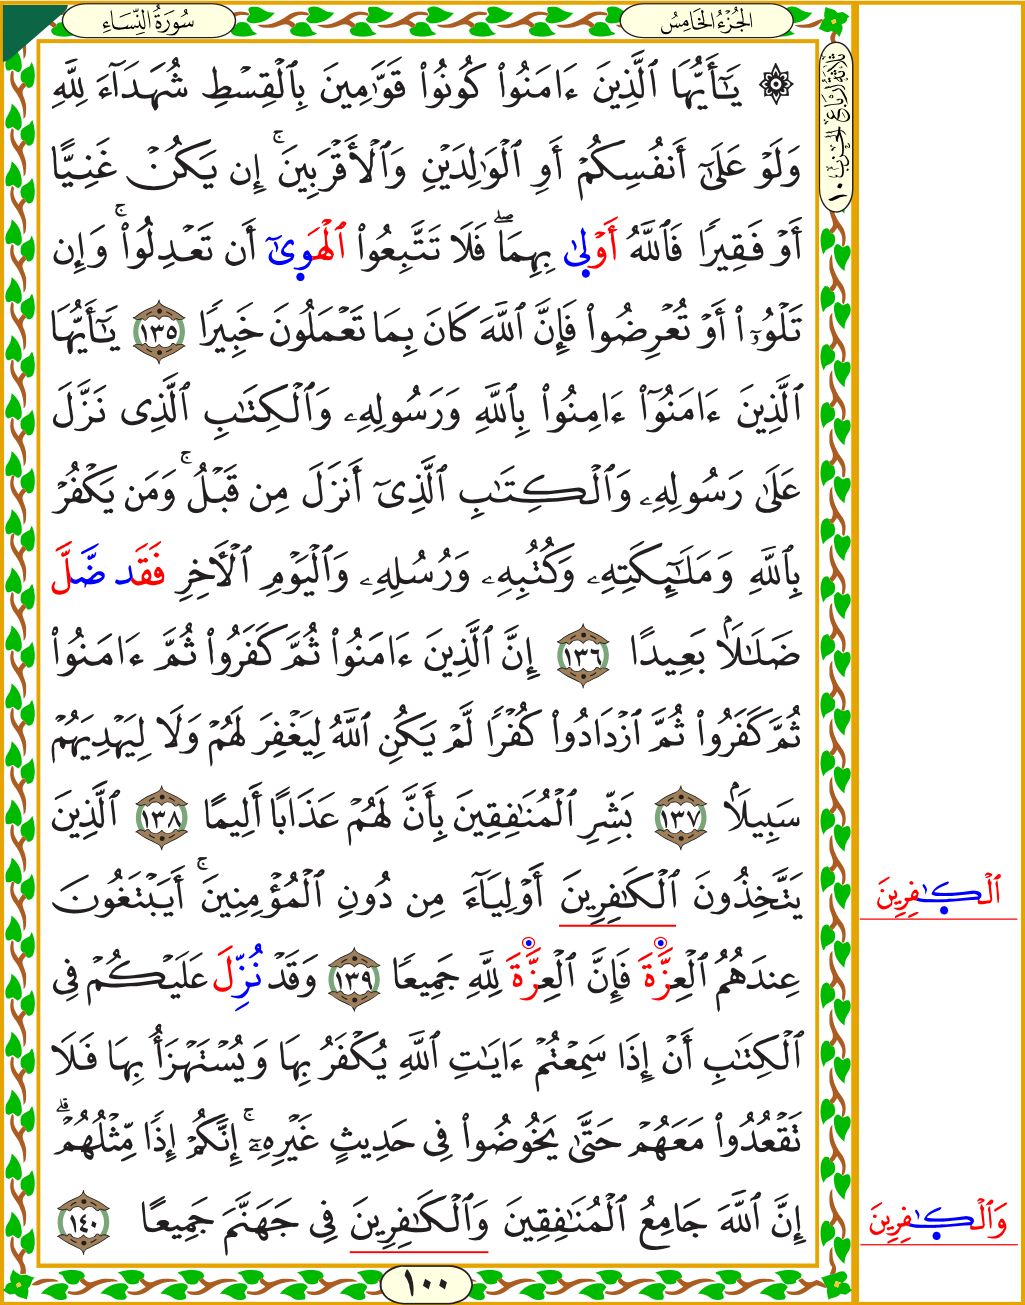 سُورَةُ النِّسَاءِ
الجُزْءُ الخَامِسُ
ثَلَاثَةُ أَرْبَاعِ الحِزْبِ ١٠
۞ يَـٰٓأَيُّهَا ٱلَّذِينَ ءَامَنُوا۟ كُونُوا۟ قَوَّٰمِينَ بِٱلْقِسْطِ شُهَدَآءَ لِلَّهِ
وَلَوْ عَلَىٰٓ أَنفُسِكُمْ أَوِ ٱلْوَٰلِدَيْنِ وَٱلْأَقْرَبِينَ ۚ إِن يَكُنْ غَنِيًّا
أَوْ فَقِيرًا فَٱللَّهُ أَوْلَىٰ بِهِمَا ۖ فَلَا تَتَّبِعُوا۟ ٱلْهَوَىٰٓ أَن تَعْدِلُوا۟ ۚ وَإِن
تَلْوُۥٓا۟ أَوْ تُعْرِضُوا۟ فَإِنَّ ٱللَّهَ كَانَ بِمَا تَعْمَلُونَ خَبِيرًا ١٣٥ يَـٰٓأَيُّهَا
ٱلَّذِينَ ءَامَنُوٓا۟ ءَامِنُوا۟ بِٱللَّهِ وَرَسُولِهِۦ وَٱلْكِتَـٰبِ ٱلَّذِى نَزَّلَ
عَلَىٰ رَسُولِهِۦ وَٱلْكِتَـٰبِ ٱلَّذِىٓ أَنزَلَ مِن قَبْلُ ۚ وَمَن يَكْفُرْ
بِٱللَّهِ وَمَلَـٰٓئِكَتِهِۦ وَكُتُبِهِۦ وَرُسُلِهِۦ وَٱلْيَوْمِ ٱلْـَٔاخِرِ فَقَد ضَّلَّ
ضَلَـٰلًۢا بَعِيدًا ١٣٦ إِنَّ ٱلَّذِينَ ءَامَنُوا۟ ثُمَّ كَفَرُوا۟ ثُمَّ ءَامَنُوا۟
ثُمَّ كَفَرُوا۟ ثُمَّ ٱزْدَادُوا۟ كُفْرًا لَّمْ يَكُنِ ٱللَّهُ لِيَغْفِرَ لَهُمْ وَلَا لِيَهْدِيَهُمْ
سَبِيلًۢا ١٣٧ بَشِّرِ ٱلْمُنَـٰفِقِينَ بِأَنَّ لَهُمْ عَذَابًا أَلِيمًا ١٣٨ ٱلَّذِينَ
يَتَّخِذُونَ ٱلْكَـٰفِرِينَ أَوْلِيَآءَ مِن دُونِ ٱلْمُؤْمِنِينَ ۚ أَيَبْتَغُونَ
ٱلْكَـٰفِرِينَ
عِندَهُمُ ٱلْعِزَّةَ فَإِنَّ ٱلْعِزَّةَ لِلَّهِ جَمِيعًا ١٣٩ وَقَدْ نُزِّلَ عَلَيْكُمْ فِى
ٱلْكِتَـٰبِ أَنْ إِذَا سَمِعْتُمْ ءَايَـٰتِ ٱللَّهِ يُكْفَرُ بِهَا وَيُسْتَهْزَأُ بِهَا فَلَا
تَقْعُدُوا۟ مَعَهُمْ حَتَّىٰ يَخُوضُوا۟ فِى حَدِيثٍ غَيْرِهِۦٓ ۚ إِنَّكُمْ إِذًا مِّثْلُهُمْ ۗ
إِنَّ ٱللَّهَ جَامِعُ ٱلْمُنَـٰفِقِينَ وَٱلْكَـٰفِرِينَ فِى جَهَنَّمَ جَمِيعًا ١٤٠
وَٱلْكَـٰفِرِينَ
١٠٠